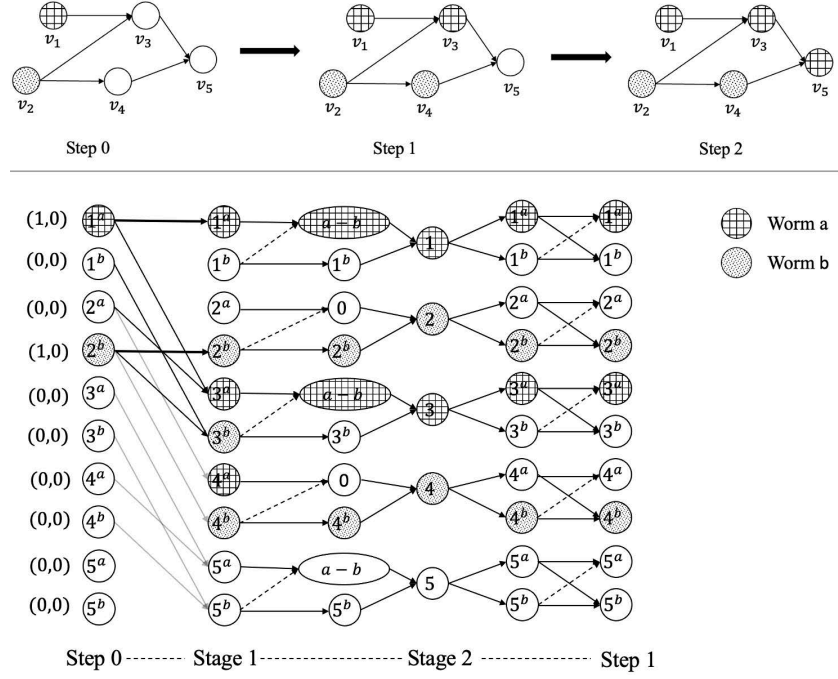 v₁ v₃ v₂ v₄ v₅
v₁ v₃ v₂ v₄ v₅
v₁ v₃ v₂ v₄ v₅
Step 0 Step 1 Step 2
(1,0) 1ᵃ 1ᵃ a − b 1 1ᵃ 1ᵃ Worm a
(0,0) 1ᵇ 1ᵇ 1ᵇ 1ᵇ 1ᵇ Worm b
(0,0) 2ᵃ 2ᵃ 0 2 2ᵃ 2ᵃ
(1,0) 2ᵇ 2ᵇ 2ᵇ 2ᵇ 2ᵇ
(0,0) 3ᵃ 3ᵃ a − b 3 3ᵃ 3ᵃ
(0,0) 3ᵇ 3ᵇ 3ᵇ 3ᵇ 3ᵇ
(0,0) 4ᵃ 4ᵃ 0 4 4ᵃ 4ᵃ
(0,0) 4ᵇ 4ᵇ 4ᵇ 4ᵇ 4ᵇ
(0,0) 5ᵃ 5ᵃ a − b 5 5ᵃ 5ᵃ
(0,0) 5ᵇ 5ᵇ 5ᵇ 5ᵇ 5ᵇ
Step 0 Stage 1 Stage 2 Step 1